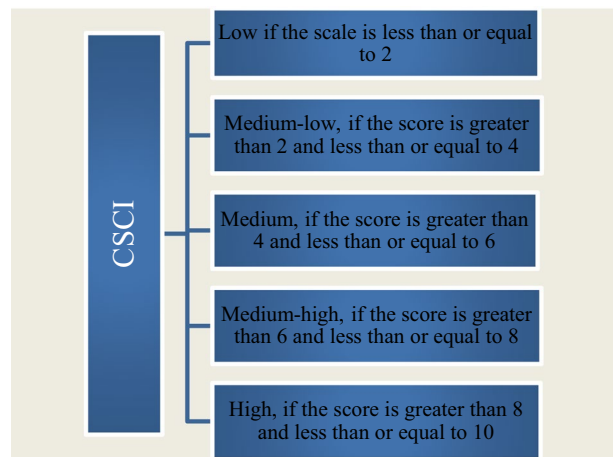 CSCI
Low if the scale is less than or equal
to 2
Medium-low, if the score is greater
than 2 and less than or equal to 4
Medium, if the score is greater than
4 and less than or equal to 6
Medium-high, if the score is greater
than 6 and less than or equal to 8
High, if the score is greater than 8
and less than or equal to 10